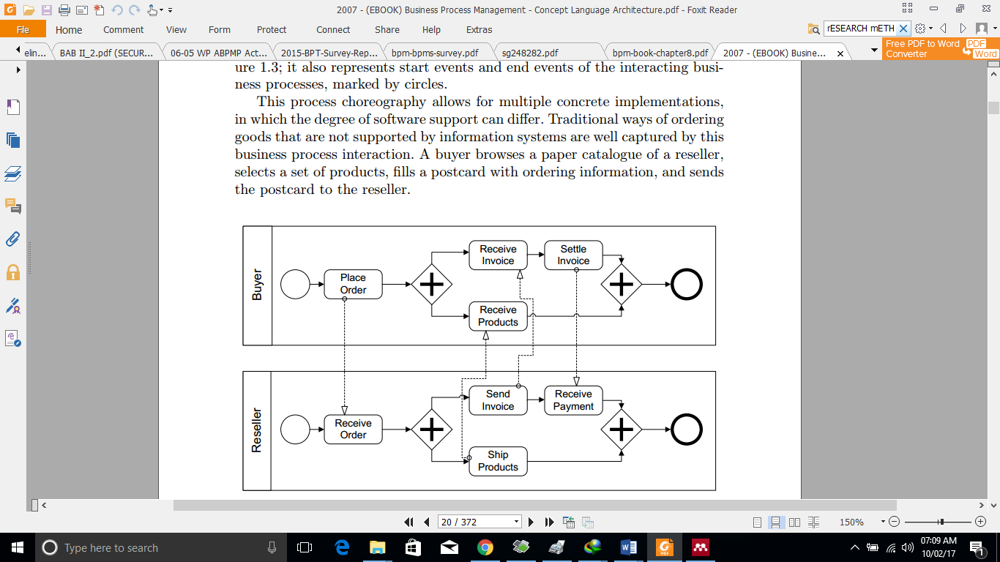 2007 - (EBOOK) Business Process Management - Concept Language Architecture.pdf - Foxit Reader
File Home Comment View Form Protect Connect Share Help Extras
rESEARCH mETH
elin... BAB II_2.pdf (SECUR... 06-05 WP ABPMP Act... 2015-BPT-Survey-Rep... bpm-bpms-survey.pdf sg248282.pdf bpm-book-chapter8.pdf 2007 - (EBOOK) Busine...
Free PDF to Word
Converter
PDF
Word
ure 1.3; it also represents start events and end events of the interacting busi-
ness processes, marked by circles.
This process choreography allows for multiple concrete implementations,
in which the degree of software support can differ. Traditional ways of ordering
goods that are not supported by information systems are well captured by this
business process interaction. A buyer browses a paper catalogue of a reseller,
selects a set of products, fills a postcard with ordering information, and sends
the postcard to the reseller.
Buyer
Place
Order
Receive
Invoice
Settle
Invoice
Receive
Products
Reseller
Receive
Order
Send
Invoice
Receive
Payment
Ship
Products
20 / 372
150%
Type here to search
07:09 AM
10/02/17